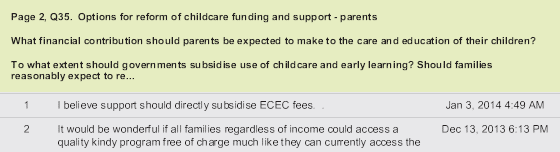 Page 2, Q35. Options for reform of childcare funding and support - parents
What financial contribution should parents be expected to make to the care and education of their children?
To what extent should governments subsidise use of childcare and early learning? Should families
reasonably expect to re...
1 I believe support should directly subsidise ECEC fees. . Jan 3, 2014 4:49 AM
2 It would be wonderful if all families regardless of income could access a Dec 13, 2013 6:13 PM
quality kindy program free of charge much like they can currently access the